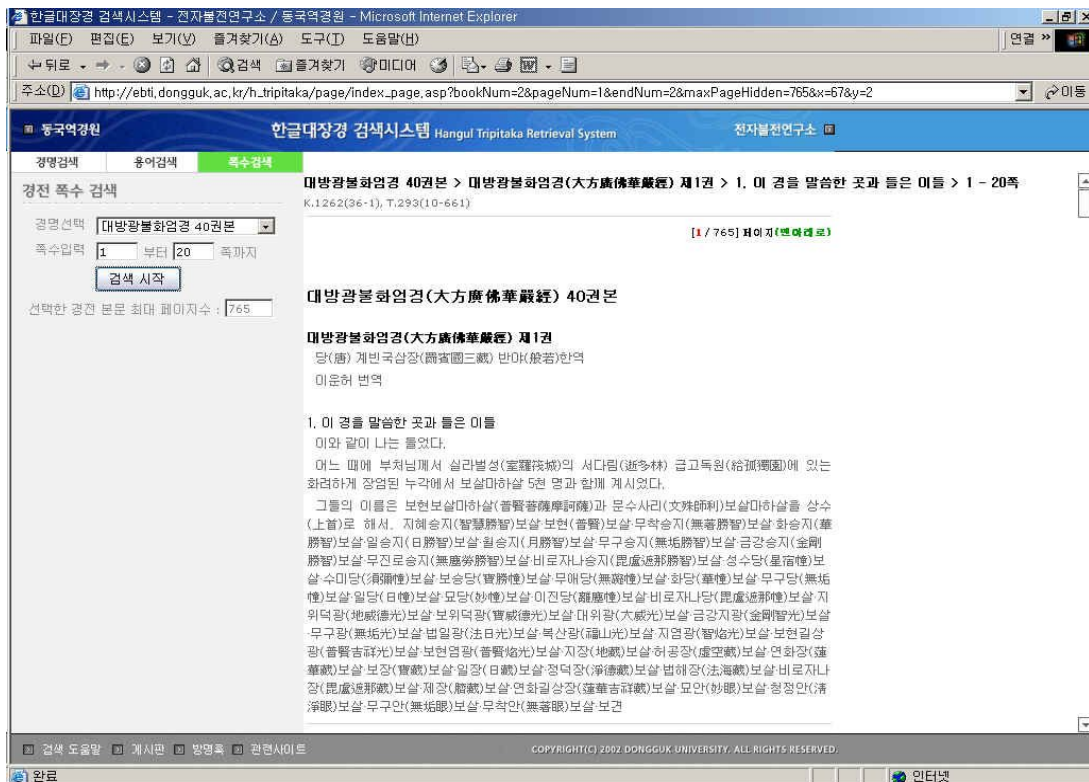 한글대장경 검색시스템 - 전자불전연구소 / 동국역경원 - Microsoft Internet Explorer
파일(F) 편집(E) 보기(V) 즐겨찾기(A) 도구(T) 도움말(H) 연결 »
뒤로 검색 즐겨찾기 미디어
주소(D) http://ebti.dongguk.ac.kr/h_tripitaka/page/index_page.asp?bookNum=2&pageNum=1&endNum=2&maxPageHidden=765&x=67&y=2 이동
동국역경원 한글대장경 검색시스템 Hangul Tripitaka Retrieval System 전자불전연구소
경명검색 용어검색 쪽수검색
경전 쪽수 검색
경명선택 대방광불화엄경 40권본
쪽수입력 1 부터 20 쪽까지
검색 시작
선택한 경전 본문 최대 페이지수 : 765
대방광불화엄경 40권본 > 대방광불화엄경(大方廣佛華嚴經) 제1권 > 1. 이 경을 말씀한 곳과 들은 이들 > 1 - 20쪽
K.1262(36-1), T.293(10-661)
[1 / 765] 페이지(맨아래로)
대방광불화엄경(大方廣佛華嚴經) 40권본
대방광불화엄경(大方廣佛華嚴經) 제1권
당(唐) 계빈국삼장(罽賓國三藏) 반야(般若)한역
이운허 번역
1. 이 경을 말씀한 곳과 들은 이들
이와 같이 나는 들었다.
어느 때에 부처님께서 실라벌성(室羅筏城)의 서다림(逝多林) 급고독원(給孤獨園)에 있는
화려하게 장엄된 누각에서 보살마하살 5천 명과 함께 계시었다.
그들의 이름은 보현보살마하살(普賢菩薩摩訶薩)과 문수사리(文殊師利)보살마하살을 상수
(上首)로 해서, 지혜승지(智慧勝智)보살·보현(普賢)보살·무착승지(無著勝智)보살·화승지(華
勝智)보살·일승지(日勝智)보살·월승지(月勝智)보살·무구승지(無垢勝智)보살·금강승지(金剛
勝智)보살·무진로승지(無塵勞勝智)보살·비로자나승지(毘盧遮那勝智)보살·성수당(星宿幢)보
살·수미당(須彌幢)보살·보승당(寶勝幢)보살·무애당(無礙幢)보살·화당(華幢)보살·무구당(無垢
幢)보살·일당(日幢)보살·묘당(妙幢)보살·이진당(離塵幢)보살·비로자나당(毘盧遮那幢)보살·지
위덕광(地威德光)보살·보위덕광(寶威德光)보살·대위광(大威光)보살·금강지광(金剛智光)보살
·무구광(無垢光)보살·법일광(法日光)보살·복산광(福山光)보살·지염광(智焰光)보살·보현길상
광(普賢吉祥光)보살·보현염광(普賢焰光)보살·지장(地藏)보살·허공장(虛空藏)보살·연화장(蓮
華藏)보살·보장(寶藏)보살·일장(日藏)보살·정덕장(淨德藏)보살·법해장(法海藏)보살·비로자나
장(毘盧遮那藏)보살·제장(臍藏)보살·연화길상장(蓮華吉祥藏)보살·묘안(妙眼)보살·청정안(淸
淨眼)보살·무구안(無垢眼)보살·무착안(無著眼)보살·보견
검색 도움말 게시판 방명록 관련사이트 COPYRIGHT(C) 2002 DONGGUK UNIVERSITY. ALL RIGHTS RESERVED.
완료 인터넷